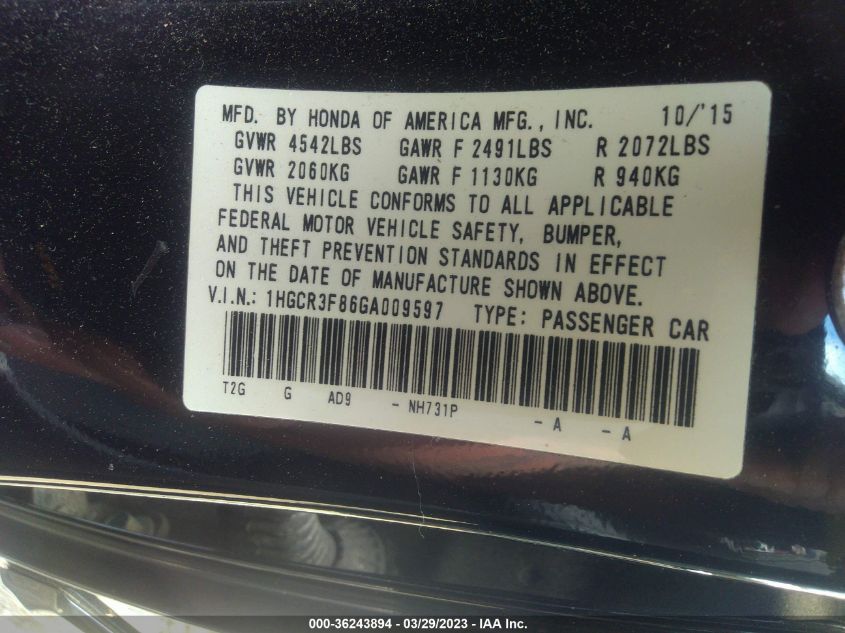 MFD. BY HONDA OF AMERICA MFG., INC. 10/'15
GVWR 4542LBS GAWR F 2491LBS R 2072LBS
GVWR 2060KG GAWR F 1130KG R 940KG
THIS VEHICLE CONFORMS TO ALL APPLICABLE
FEDERAL MOTOR VEHICLE SAFETY, BUMPER,
AND THEFT PREVENTION STANDARDS IN EFFECT
ON THE DATE OF MANUFACTURE SHOWN ABOVE.
V.I.N.: 1HGCR3F86GA009597 TYPE: PASSENGER CAR
T2G G AD9 - NH731P - A - A
000-36243894 - 03/29/2023 - IAA Inc.